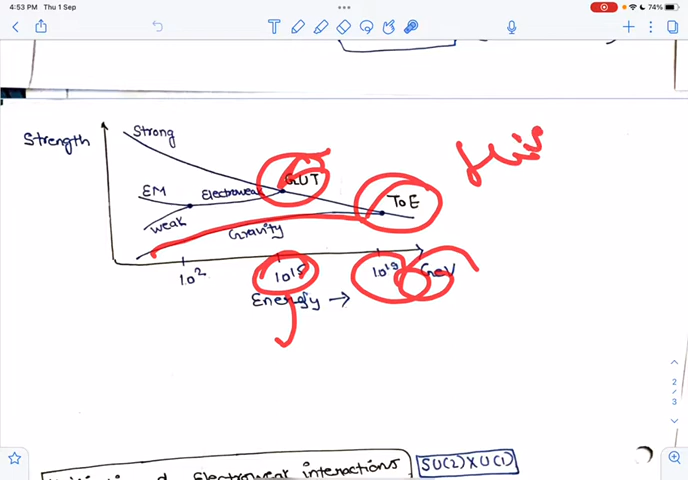 4:53 PM Thu 1 Sep
74%
Strength
Strong
EM
Electroweak
GUT
ToE
weak
Gravity
10² 10¹⁵ 10¹⁹ GeV
Energy →
2
/
3
Electroweak interactions SU(2)×U(1)